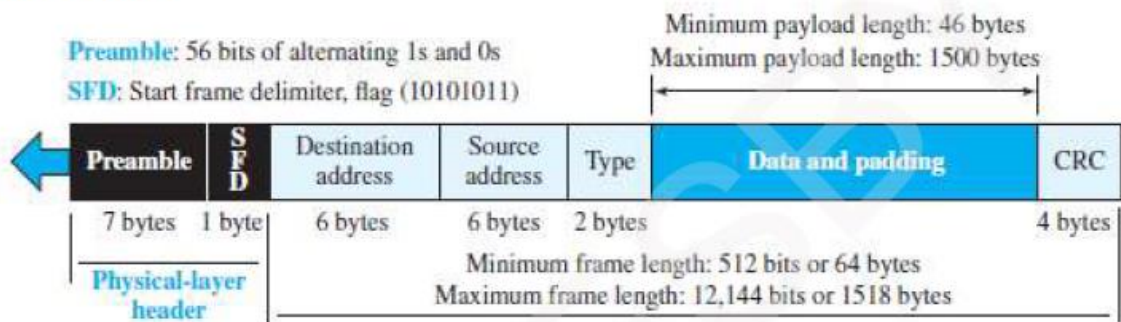 Minimum payload length: 46 bytes
Preamble: 56 bits of alternating 1s and 0s
Maximum payload length: 1500 bytes
SFD: Start frame delimiter, flag (10101011)
Preamble
S
F
D
Destination
address
Source
address
Type
Data and padding
CRC
7 bytes 1 byte 6 bytes 6 bytes 2 bytes 4 bytes
Physical-layer
header
Minimum frame length: 512 bits or 64 bytes
Maximum frame length: 12,144 bits or 1518 bytes